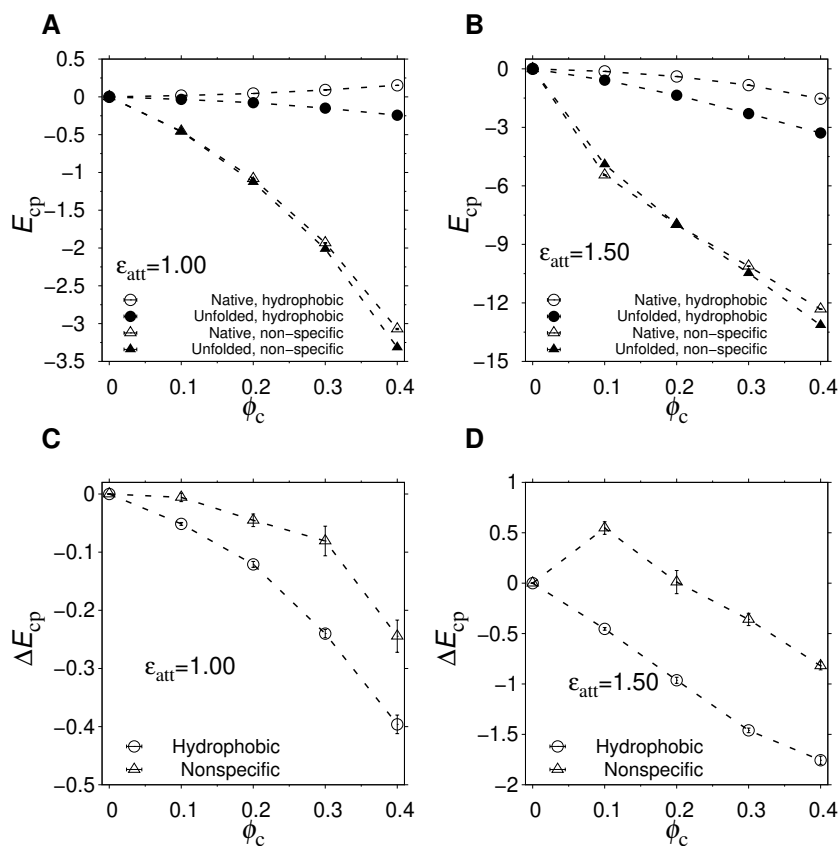 A
0.5
0
−0.5
−1
−1.5
−2
−2.5
−3
−3.5
E_cp
ε_att=1.00
Native, hydrophobic
Unfolded, hydrophobic
Native, non-specific
Unfolded, non-specific
0 0.1 0.2 0.3 0.4
ϕ_c
B
0
−3
−6
−9
−12
−15
E_cp
ε_att=1.50
Native, hydrophobic
Unfolded, hydrophobic
Native, non-specific
Unfolded, non-specific
0 0.1 0.2 0.3 0.4
ϕ_c
C
0
−0.1
−0.2
−0.3
−0.4
−0.5
ΔE_cp
ε_att=1.00
Hydrophobic
Nonspecific
0 0.1 0.2 0.3 0.4
ϕ_c
D
1
0.5
0
−0.5
−1
−1.5
−2
ΔE_cp
ε_att=1.50
Hydrophobic
Nonspecific
0 0.1 0.2 0.3 0.4
ϕ_c